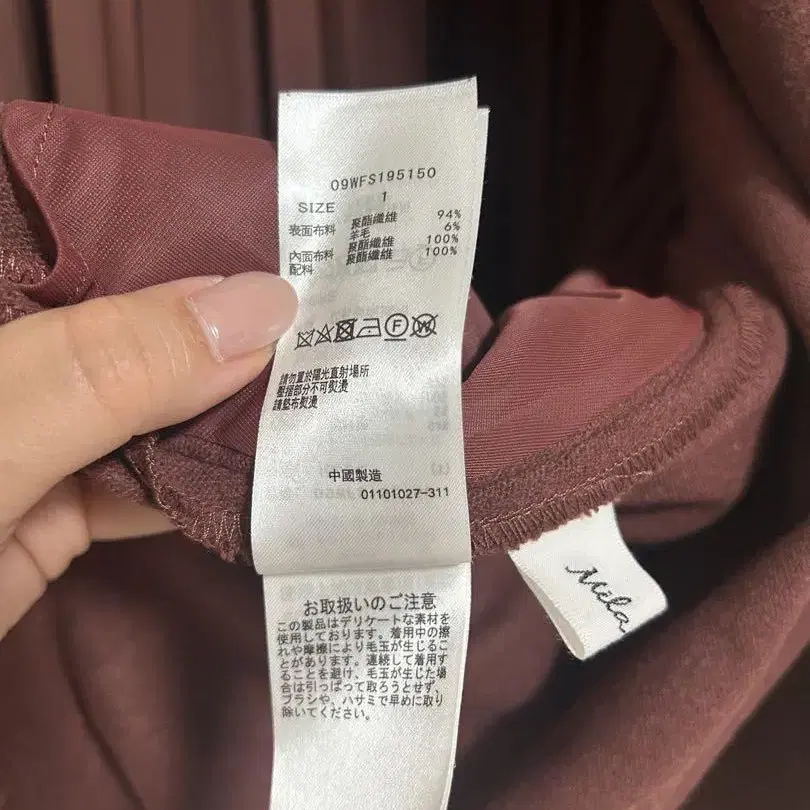 09WFS195150
SIZE 1
表面布料 聚酯纖維 94%
羊毛 6%
內面布料 聚酯纖維 100%
配料 聚酯纖維 100%
F W
請勿置於陽光直射場所
壓摺部分不可熨燙
請墊布熨燙
中國製造
01101027-311
お取扱いのご注意
この製品はデリケートな素材を
使用しております。着用中の擦
れや摩擦により毛玉が生じるこ
とがあります。連続して着用す
ることを避け、毛玉が生じた場
合は引っぱって取ろうとせず、
ブラシや、ハサミで早めに取り
除いてください。
Mila